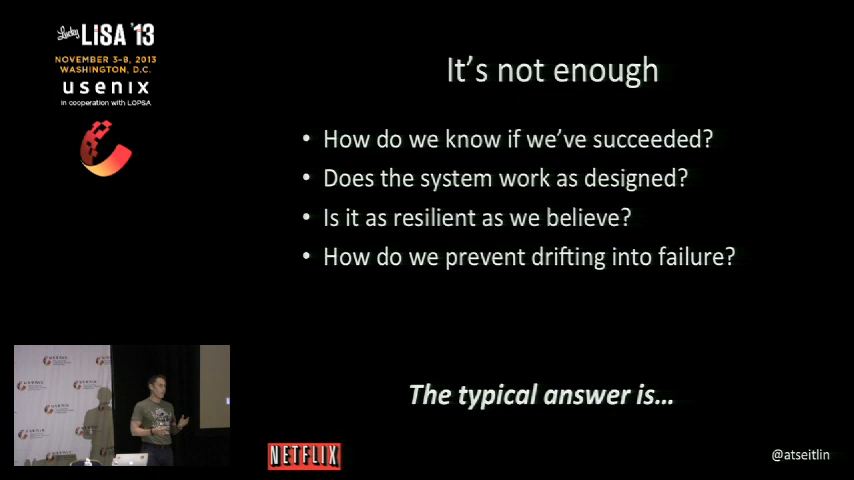 Lucky LISA '13
NOVEMBER 3–8, 2013
WASHINGTON, D.C.
usenix
in cooperation with LOPSA
It's not enough
• How do we know if we've succeeded?
• Does the system work as designed?
• Is it as resilient as we believe?
• How do we prevent drifting into failure?
The typical answer is...
NETFLIX
@atseitlin